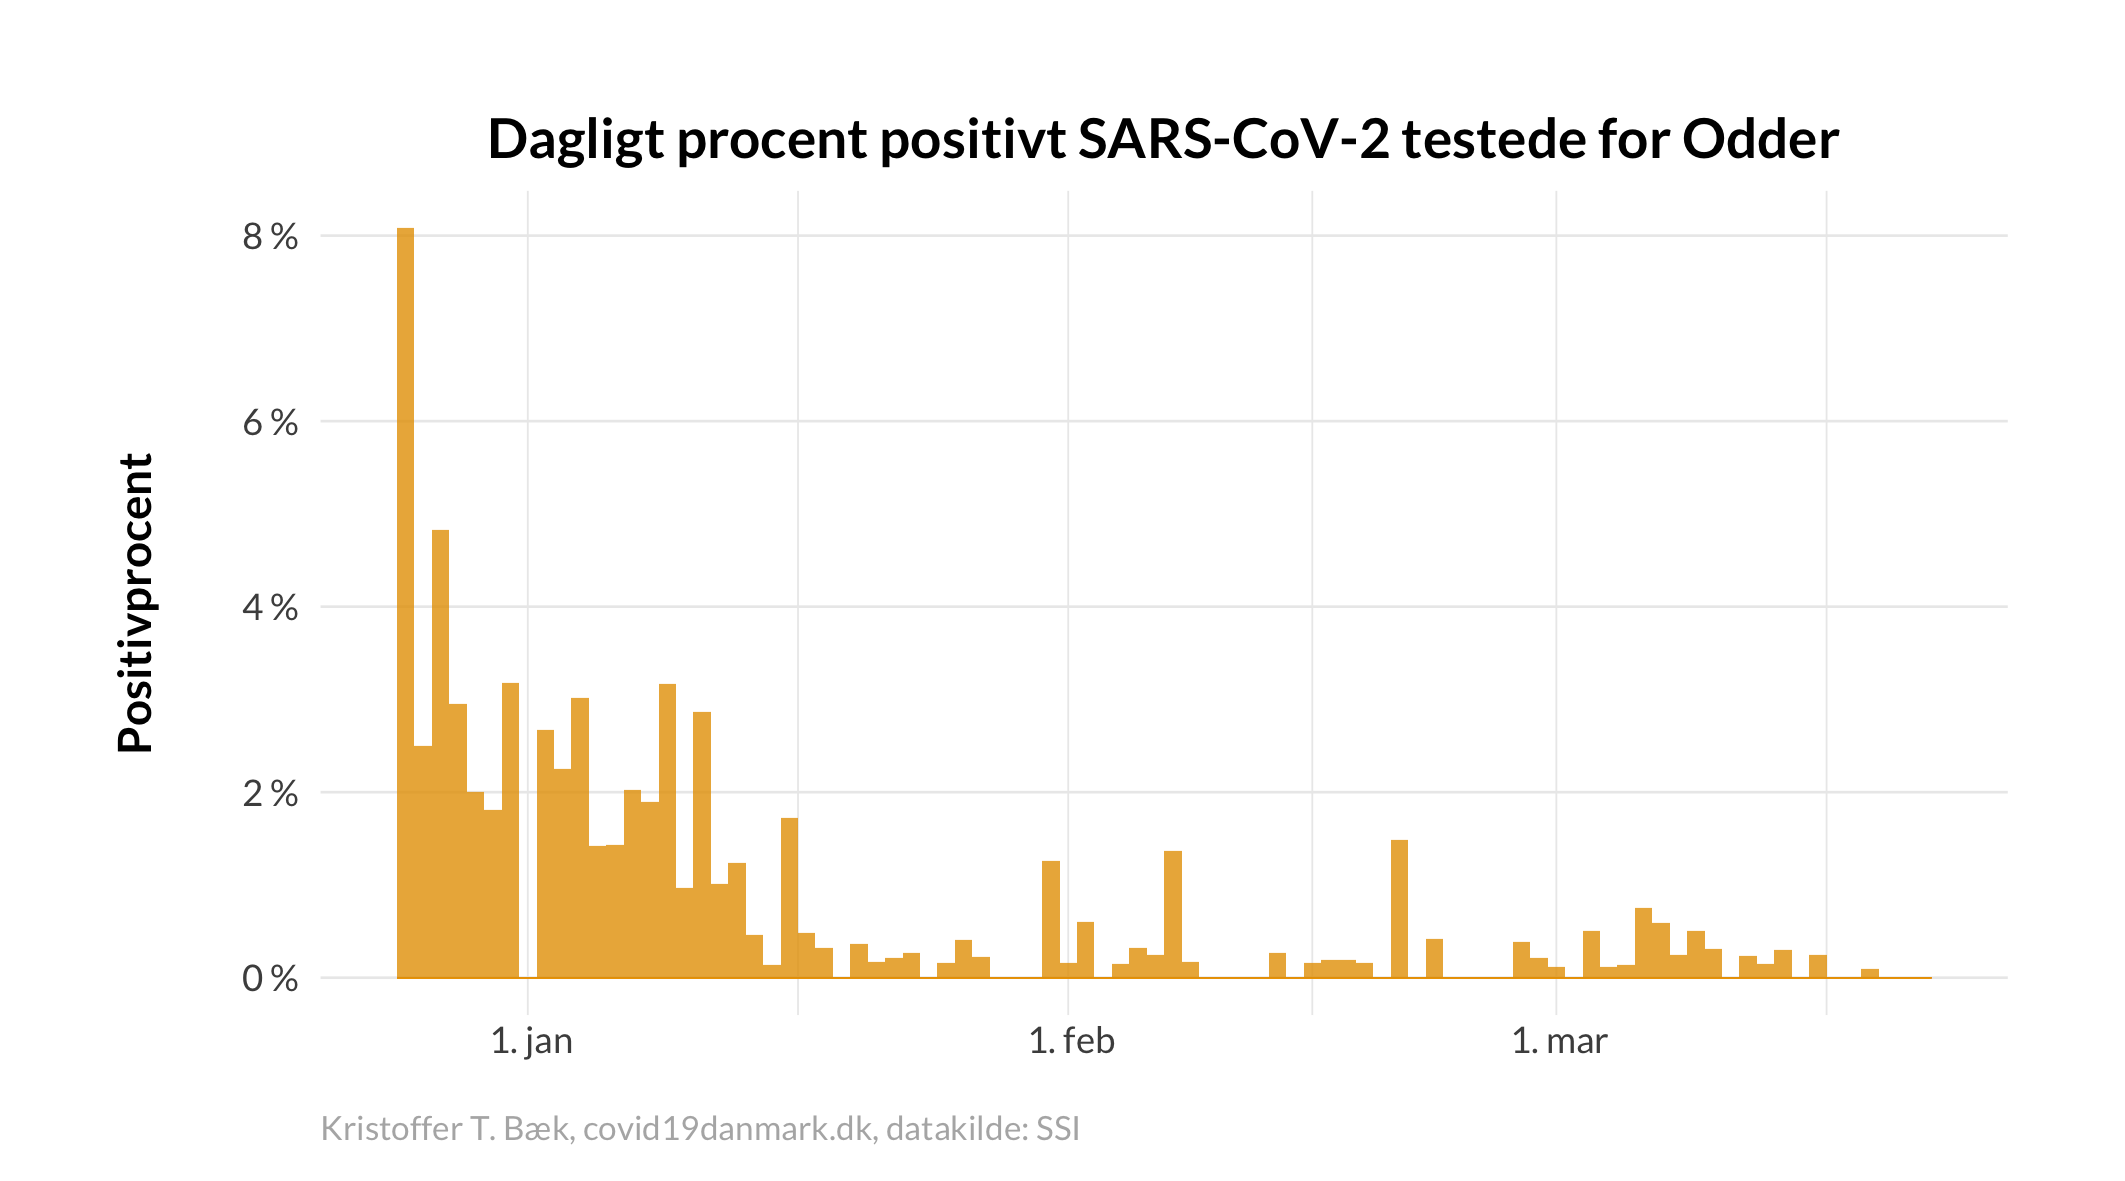 Dagligt procent positivt SARS-CoV-2 testede for Odder
Positivprocent
8 %
6 %
4 %
2 %
0 %
1. jan
1. feb
1. mar
Kristoffer T. Bæk, covid19danmark.dk, datakilde: SSI